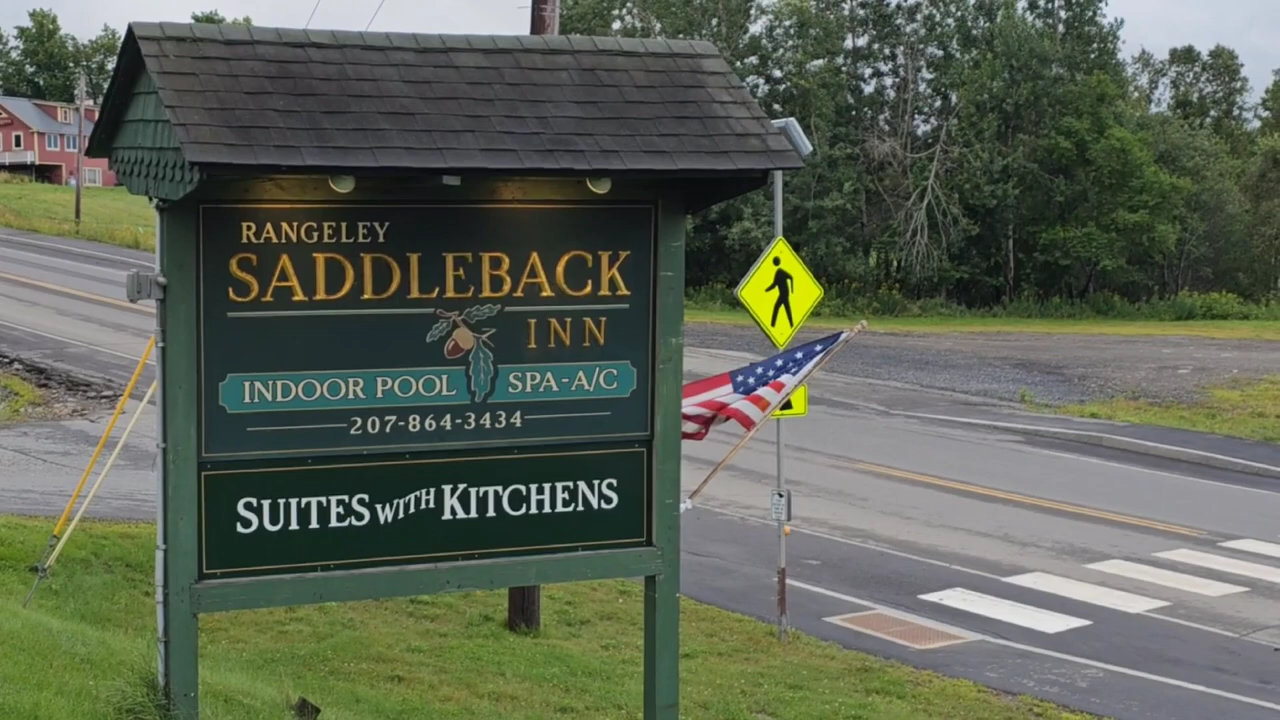 RANGELEY
SADDLEBACK
INN
INDOOR POOL SPA-A/C
207-864-3434
SUITES WITH KITCHENS